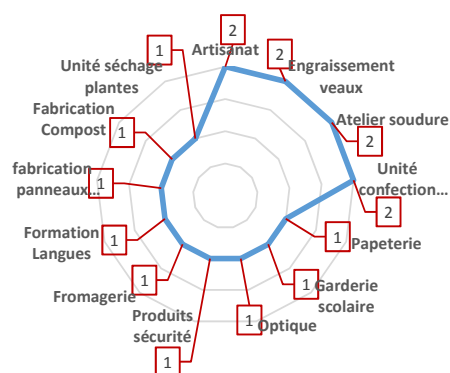 2
Artisanat
2
Engraissement
veaux
Atelier soudure
2
Unité
confection...
2
Papeterie
1
Garderie
scolaire
1
Optique
1
Produits
sécurité
1
Fromagerie
1
Formation
Langues
1
fabrication
panneaux...
1
Fabrication
Compost
1
Unité séchage
plantes
1